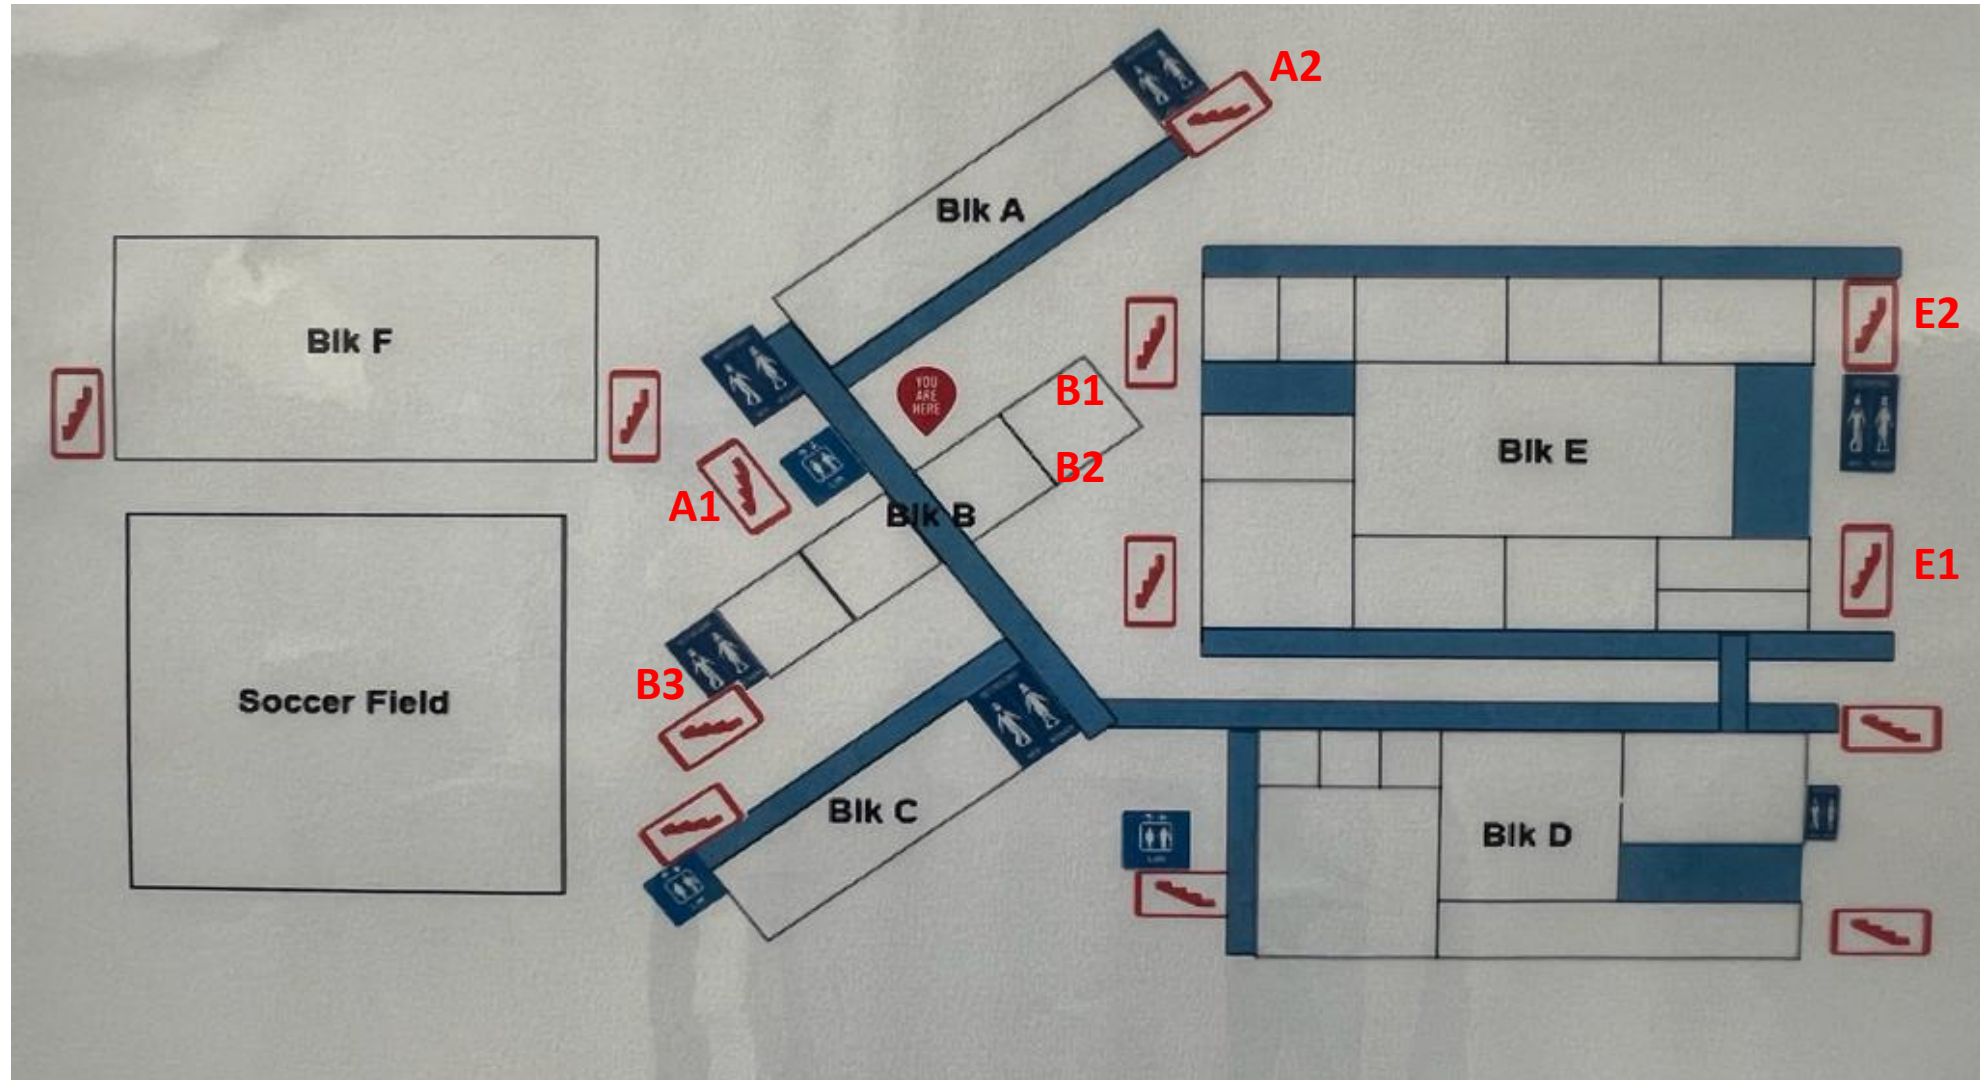 A2
Blk A
Blk F
E2
YOU
ARE
HERE
B1
Blk E
B2
A1
Blk B
E1
B3
Soccer Field
Blk C
Blk D